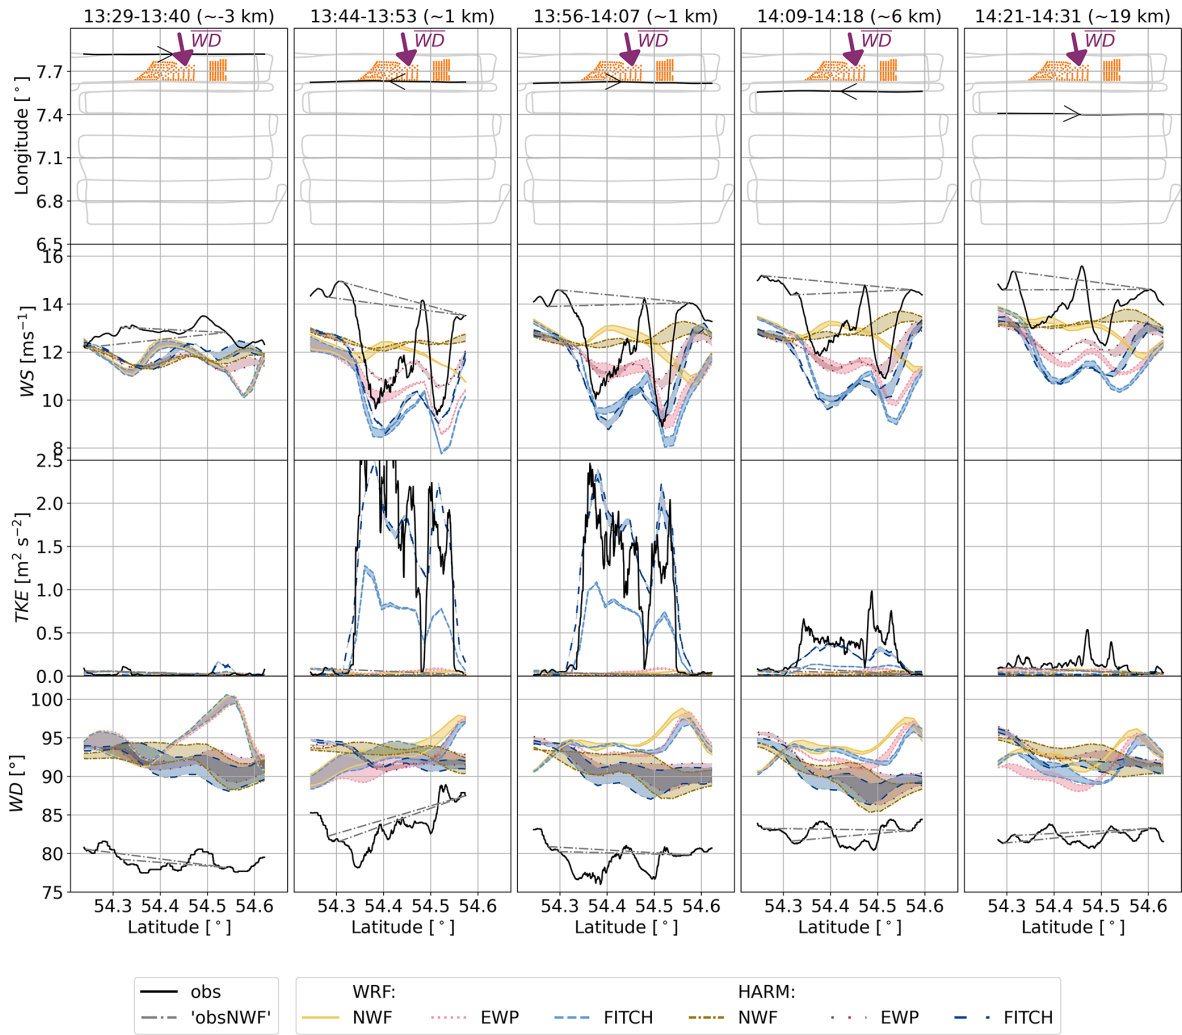 13:29-13:40 (~-3 km) 13:44-13:53 (~1 km) 13:56-14:07 (~1 km) 14:09-14:18 (~6 km) 14:21-14:31 (~19 km)
WD WD WD WD WD
Longitude [°]
7.7
7.4
7.1
6.8
6.5
WS [ms⁻¹]
16
14
12
10
8
TKE [m² s⁻²]
2.5
2.0
1.5
1.0
0.5
0.0
WD [°]
100
95
90
85
80
75
54.3 54.4 54.5 54.6 54.3 54.4 54.5 54.6 54.3 54.4 54.5 54.6 54.3 54.4 54.5 54.6 54.3 54.4 54.5 54.6
Latitude [°] Latitude [°] Latitude [°] Latitude [°] Latitude [°]
obs WRF: HARM:
'obsNWF' NWF EWP FITCH NWF EWP FITCH